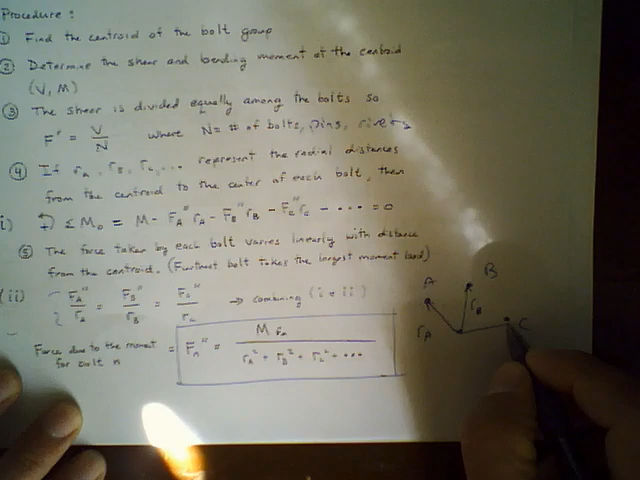 Procedure:
① Find the centroid of the bolt group
② Determine the shear and bending moment at the centroid
(V, M)
③ The shear is divided equally among the bolts so
F' = V/N where N = # of bolts, pins, rivets
④ If rA, rB, rC, ... represent the radial distances
from the centroid to the center of each bolt, then
i) ↺ ΣMo = M - FA"rA - FB"rB - FC"rC - ... = 0
⑤ The force taken by each bolt varies linearly with distance
from the centroid. (Furthest bolt takes the largest moment load)
(ii) FA"/rA = FB"/rB = FC"/rC ⇒ combining (i & ii)
Force due to the moment = Fn" = M rn / (rA² + rB² + rC² + ...)
for bolt n
A
B
rB
rA
C